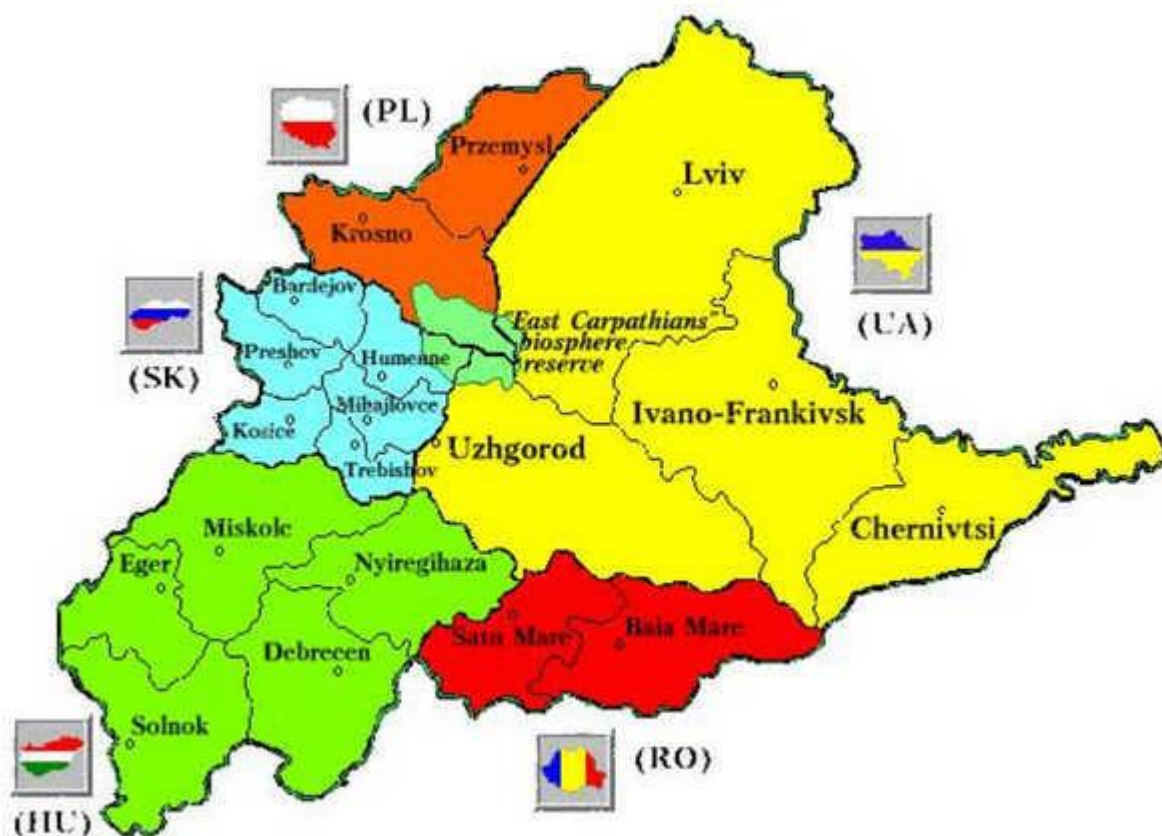 (PL)
Przemysl
Lviv
Krosno
(UA)
Bardejov
"East Carpathians"
biosphere
reserve
(SK)
Preshov
Humenne
Mihajlovce
Kosice
Trebishov
Uzhgorod
Ivano-Frankivsk
Chernivtsi
Miskolc
Eger
Nyiregihaza
Satu Mare
Baia Mare
Debrecen
Solnok
(RO)
(HU)